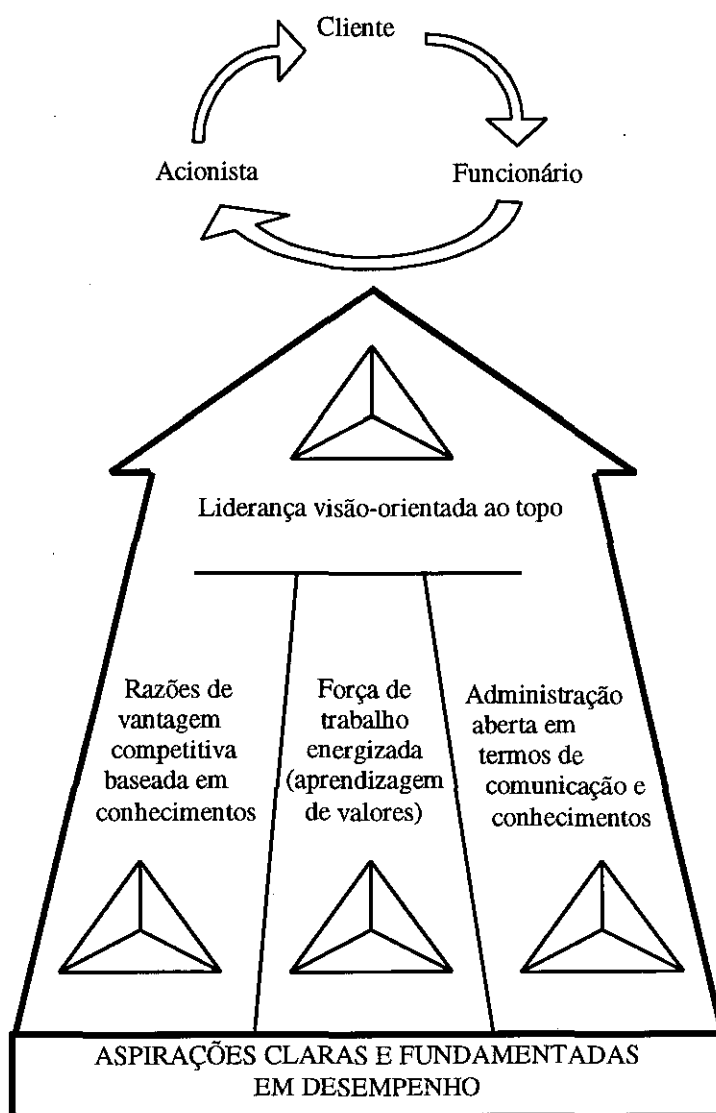 Cliente
Acionista
Funcionário
Liderança visão-orientada ao topo
Razões de
vantagem
competitiva
baseada em
conhecimentos
Força de
trabalho
energizada
(aprendizagem
de valores)
Administração
aberta em
termos de
comunicação e
conhecimentos
ASPIRAÇÕES CLARAS E FUNDAMENTADAS
EM DESEMPENHO